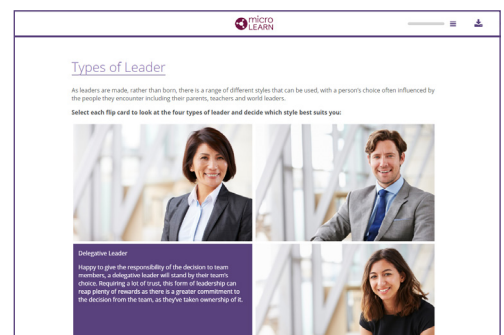 micro
LEARN
Types of Leader
As leaders are made, rather than born, there is a range of different styles that can be used, with a person's choice often influenced by
the people they encounter including their parents, teachers and world leaders.
Select each flip card to look at the four types of leader and decide which style best suits you:
Delegative Leader
Happy to give the responsibility of the decision to team
members, a delegative leader will stand by their team's
choice. Requiring a lot of trust, this form of leadership can
reap plenty of rewards as there is a greater commitment to
the decision from the team, as they've taken ownership of it.